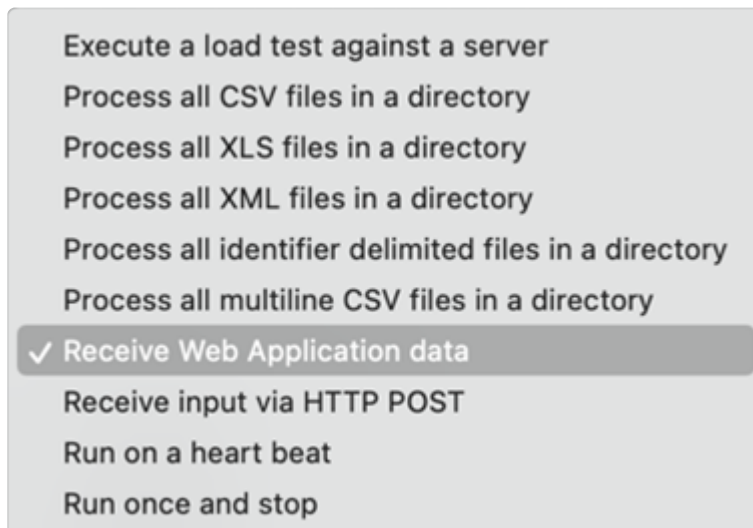 Execute a load test against a server
Process all CSV files in a directory
Process all XLS files in a directory
Process all XML files in a directory
Process all identifier delimited files in a directory
Process all multiline CSV files in a directory
✓ Receive Web Application data
Receive input via HTTP POST
Run on a heart beat
Run once and stop